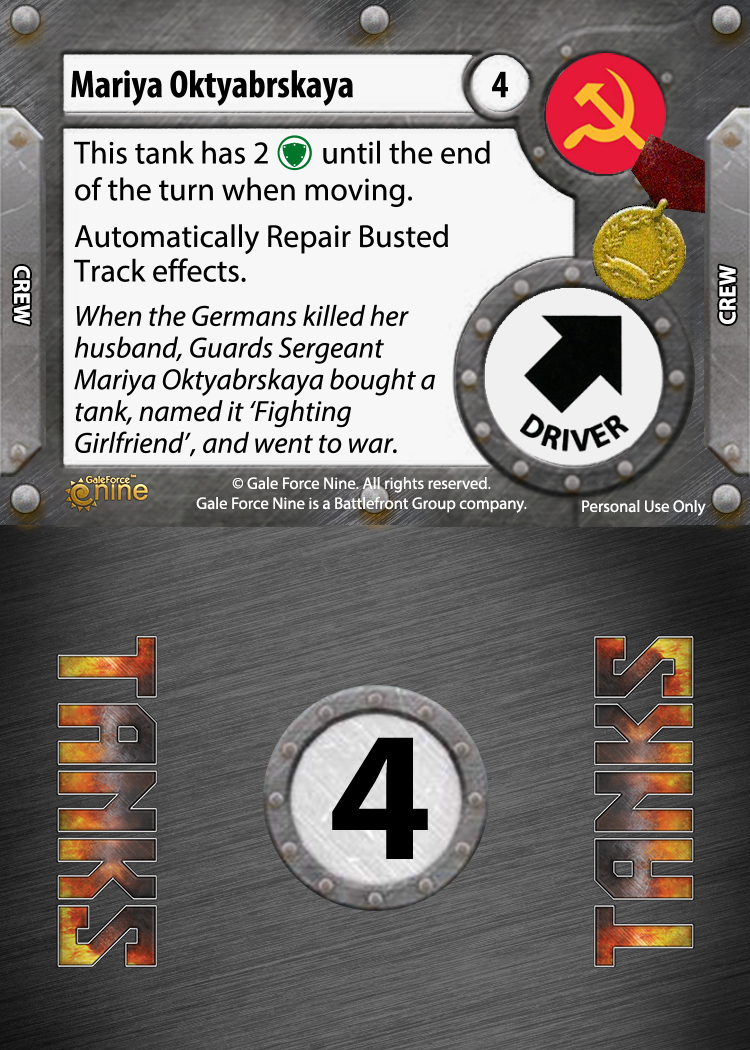 Mariya Oktyabrskaya
4
This tank has 2 until the end
of the turn when moving.
Automatically Repair Busted
Track effects.
When the Germans killed her
husband, Guards Sergeant
Mariya Oktyabrskaya bought a
tank, named it ‘Fighting
Girlfriend’, and went to war.
CREW
CREW
DRIVER
GaleForce™
nine
© Gale Force Nine. All rights reserved.
Gale Force Nine is a Battlefront Group company.
Personal Use Only
TANKS
4
TANKS